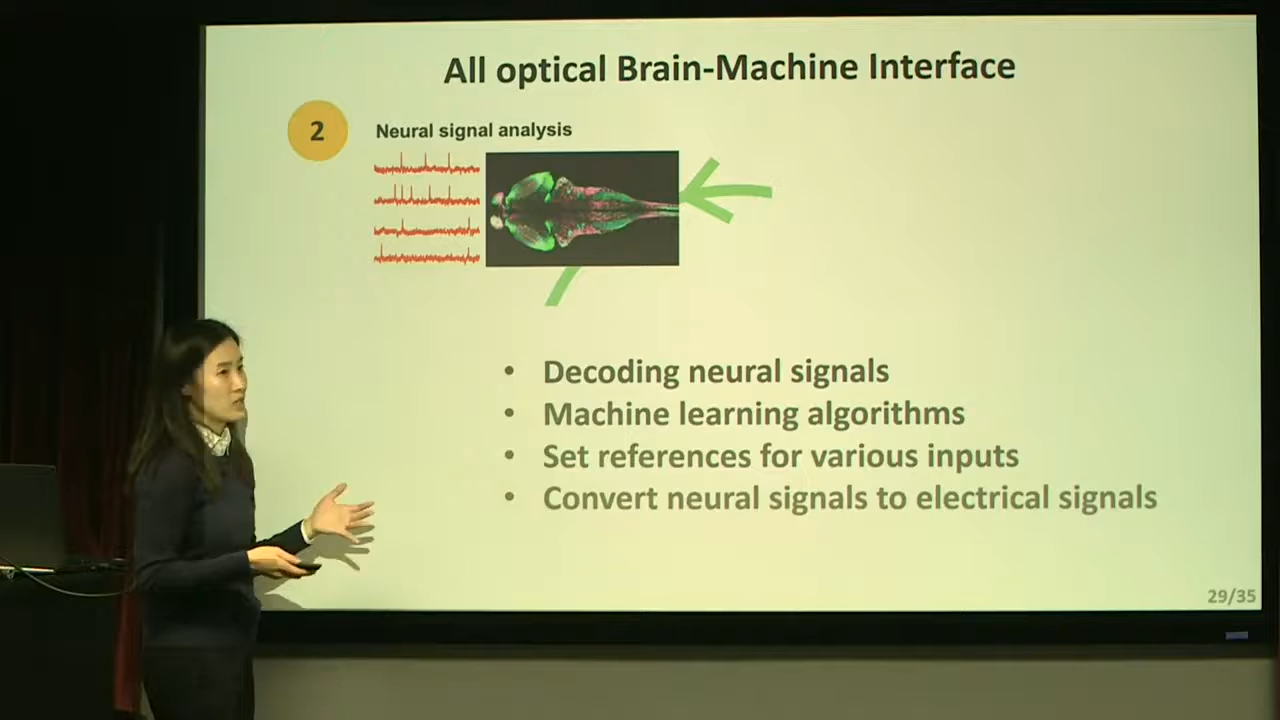 All optical Brain-Machine Interface
2
Neural signal analysis
• Decoding neural signals
• Machine learning algorithms
• Set references for various inputs
• Convert neural signals to electrical signals
29/35